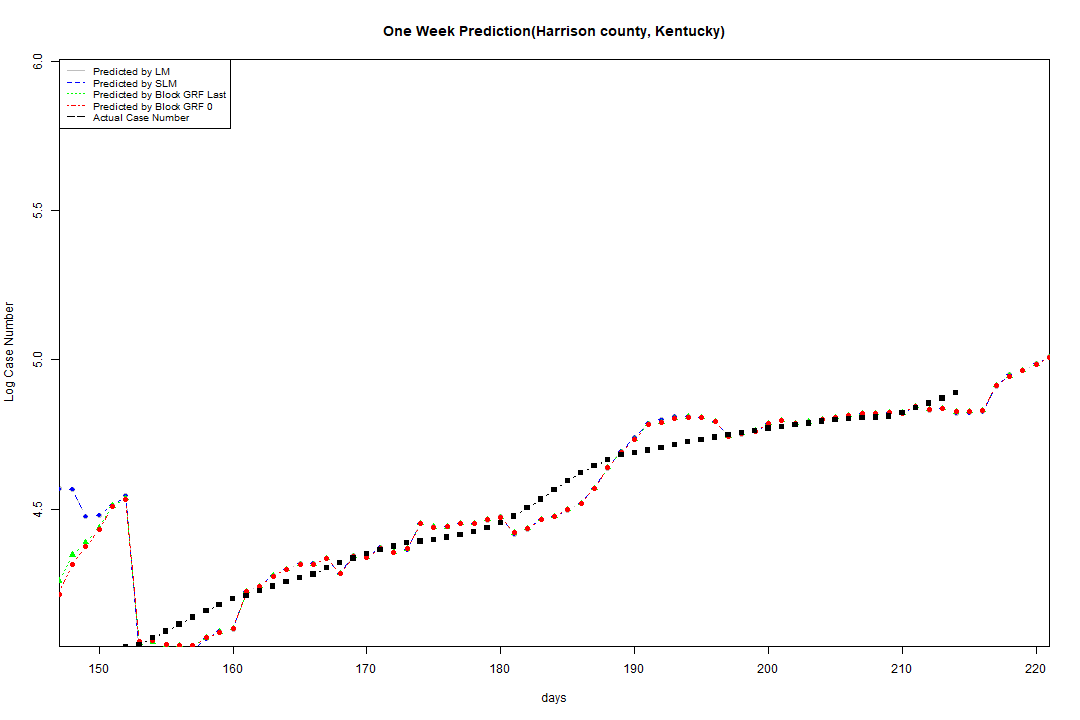 One Week Prediction(Harrison county, Kentucky)
Predicted by LM
Predicted by SLM
Predicted by Block GRF Last
Predicted by Block GRF 0
Actual Case Number
6.0
5.5
5.0
4.5
Log Case Number
150 160 170 180 190 200 210 220
days